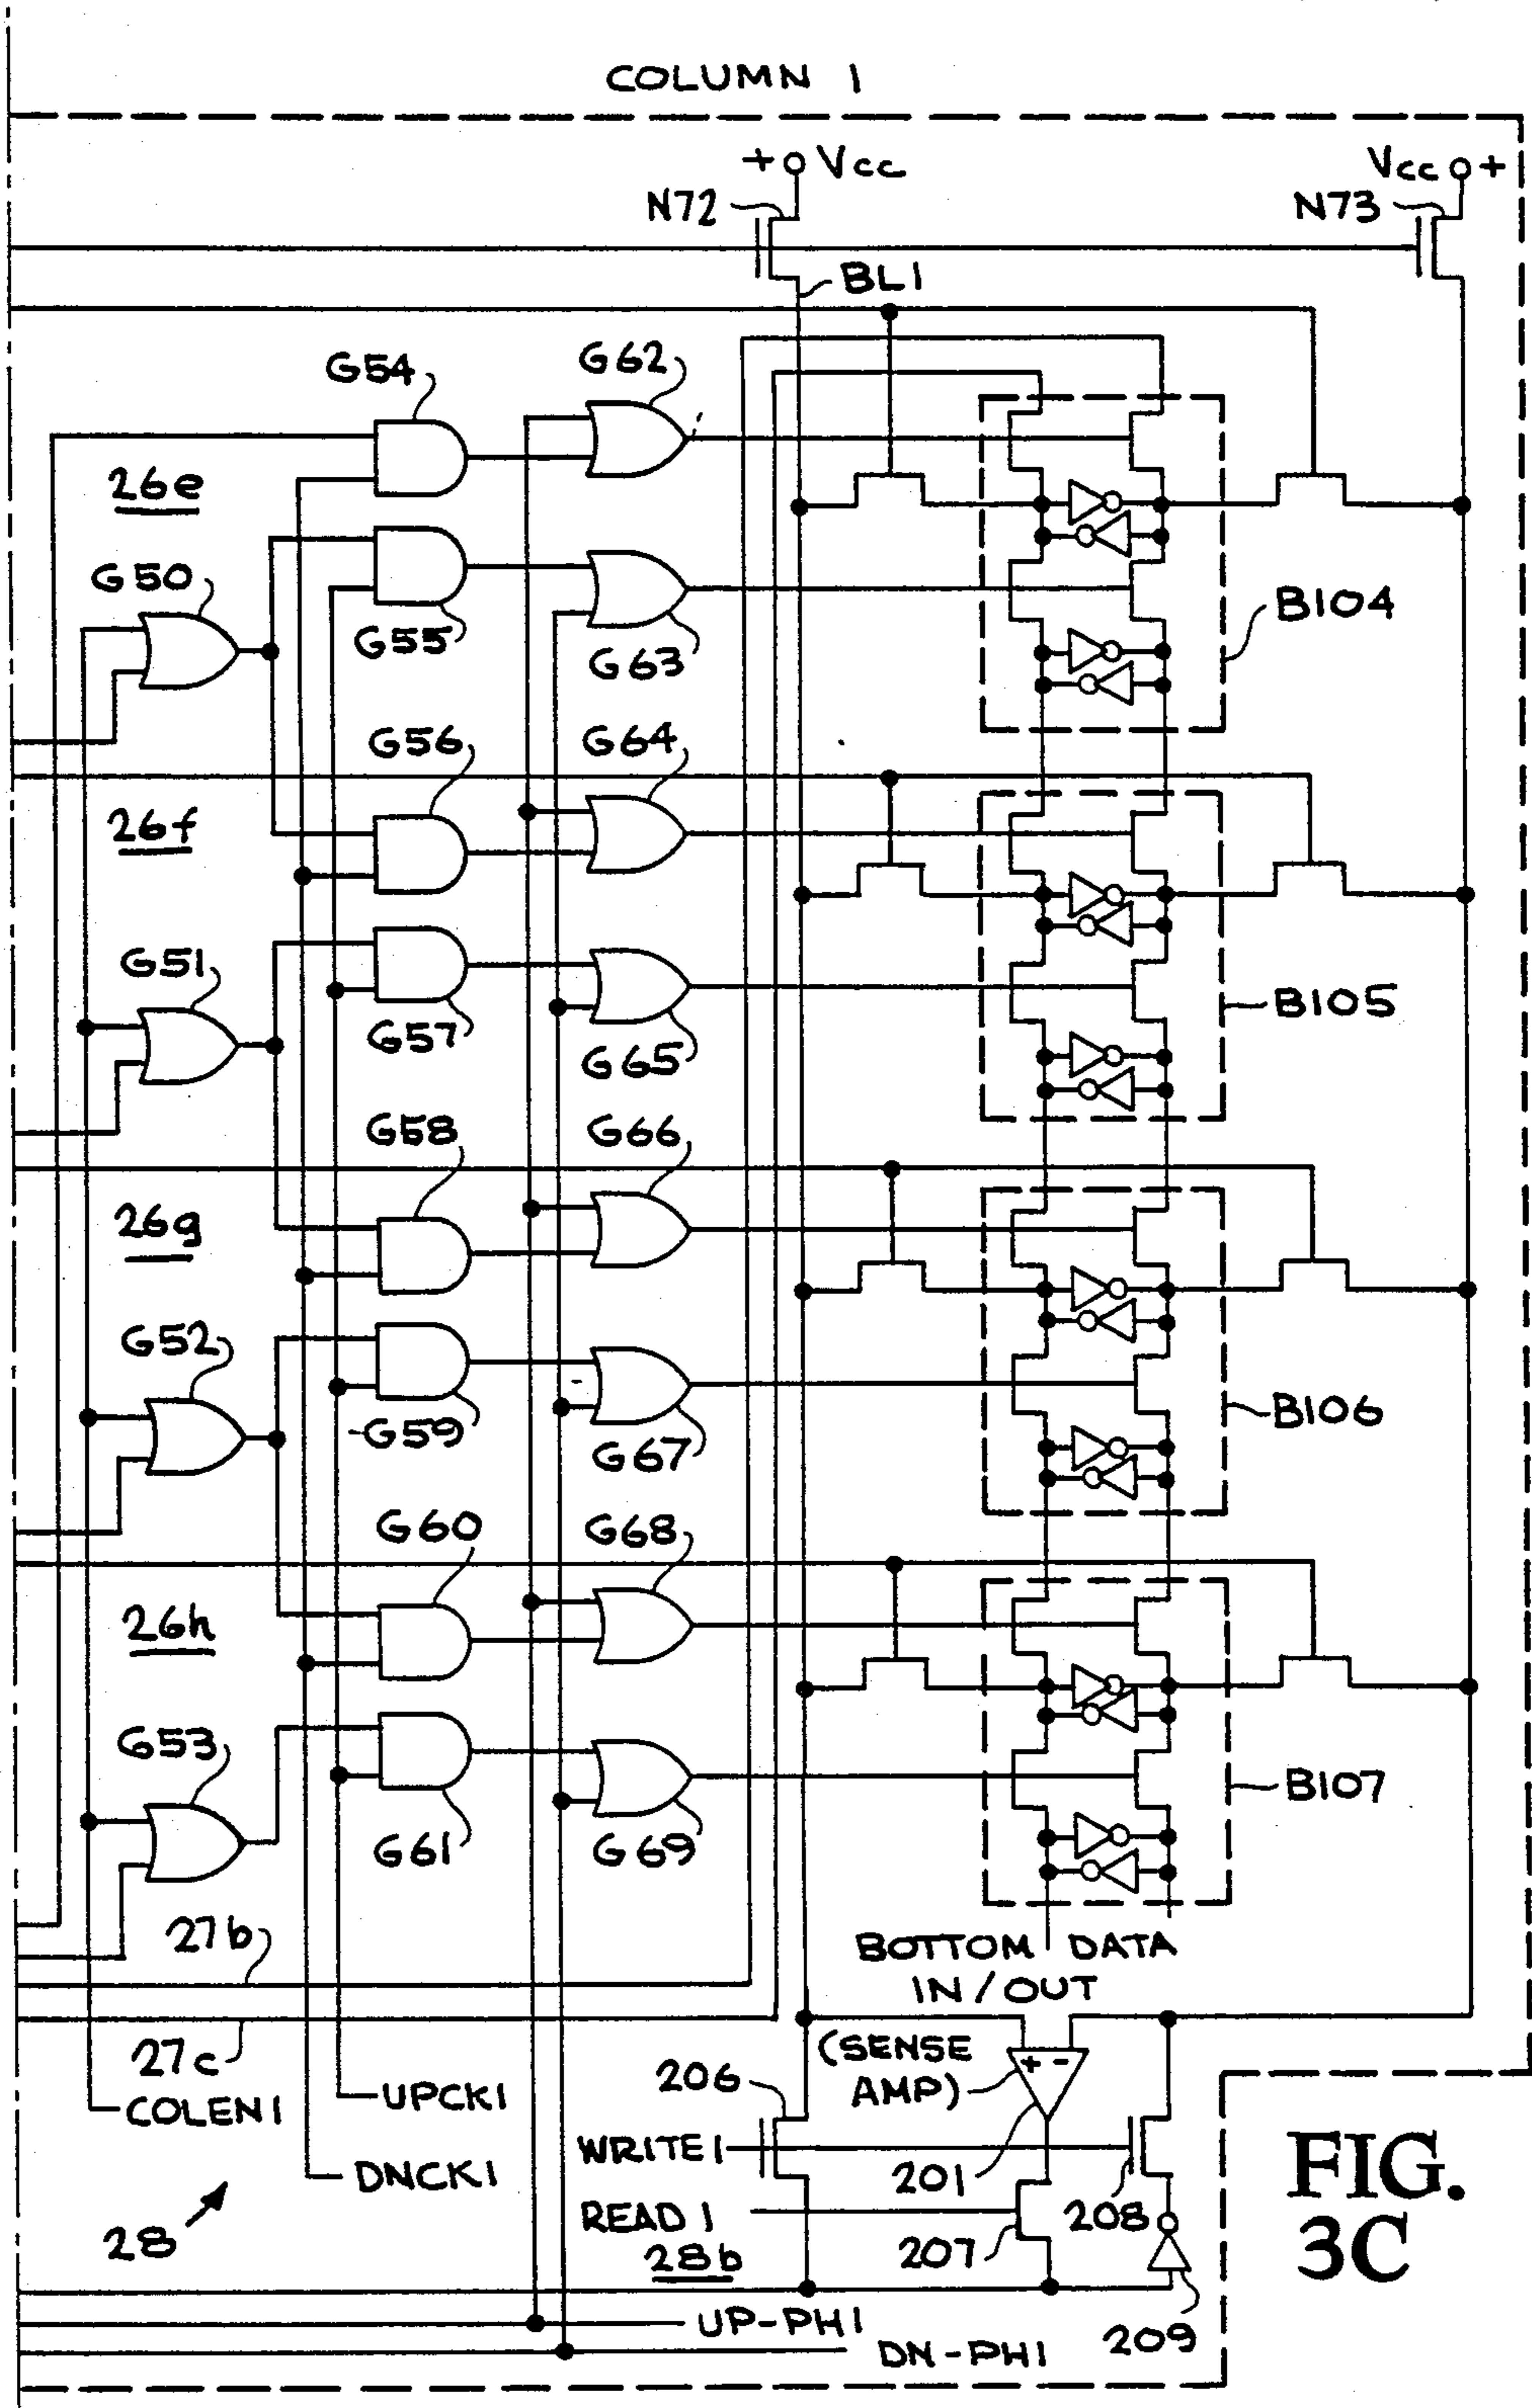 COLUMN 1
+ Vcc
Vcc +
N72
N73
BL1
G54
G62
26e
G50
G55
G63
B104
G56
G64
26f
G51
G57
G65
B105
G58
G66
26g
G52
G59
G67
B106
G60
G68
26h
G53
G61
G69
B107
27b
BOTTOM DATA
IN/OUT
27c
(SENSE
AMP)
+ -
206
COLEN1
UPCK1
WRITE1
DNCK1
201
208
READ 1
207
28
28b
FIG.
3C
UP-PH1
DN-PH1
209